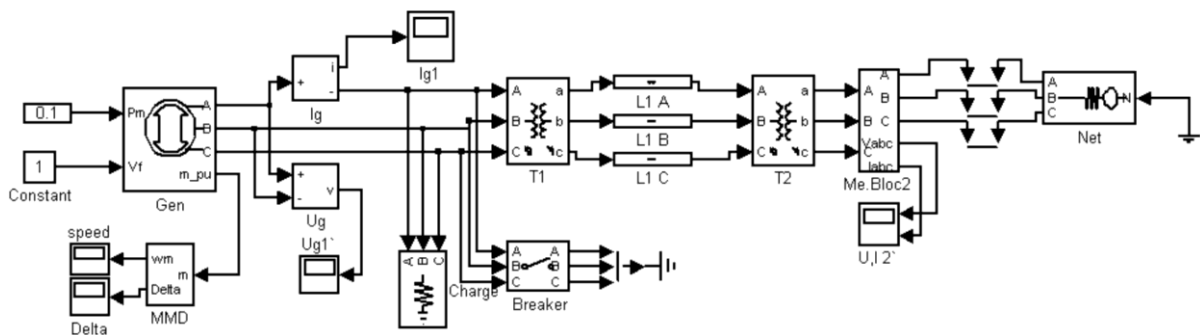 0.1
1
Constant
Pm
Vf
A
B
C
m_pu
Gen
+
-
i
Ig
Ig1
+
-
v
Ug
Ug1`
speed
wm
m
Delta
MMD
Delta
A B C
Charge
A
B
C
a
b
c
T1
L1 A
L1 B
L1 C
A
B
C
a
b
c
T2
A
B
C
A
B
C
Vabc
Iabc
Me.Bloc2
U,I 2`
A
B
C
N
Net
A
B
C
A
B
C
Breaker